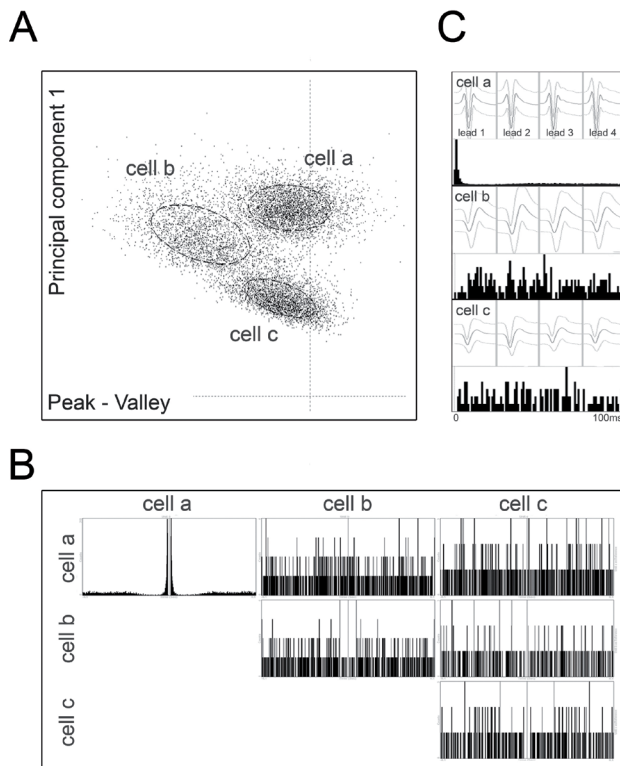 A
Principal component 1
cell b
cell a
cell c
Peak - Valley
C
cell a
lead 1
lead 2
lead 3
lead 4
cell b
cell c
0
100ms
B
cell a
cell b
cell c
cell a
cell b
cell c